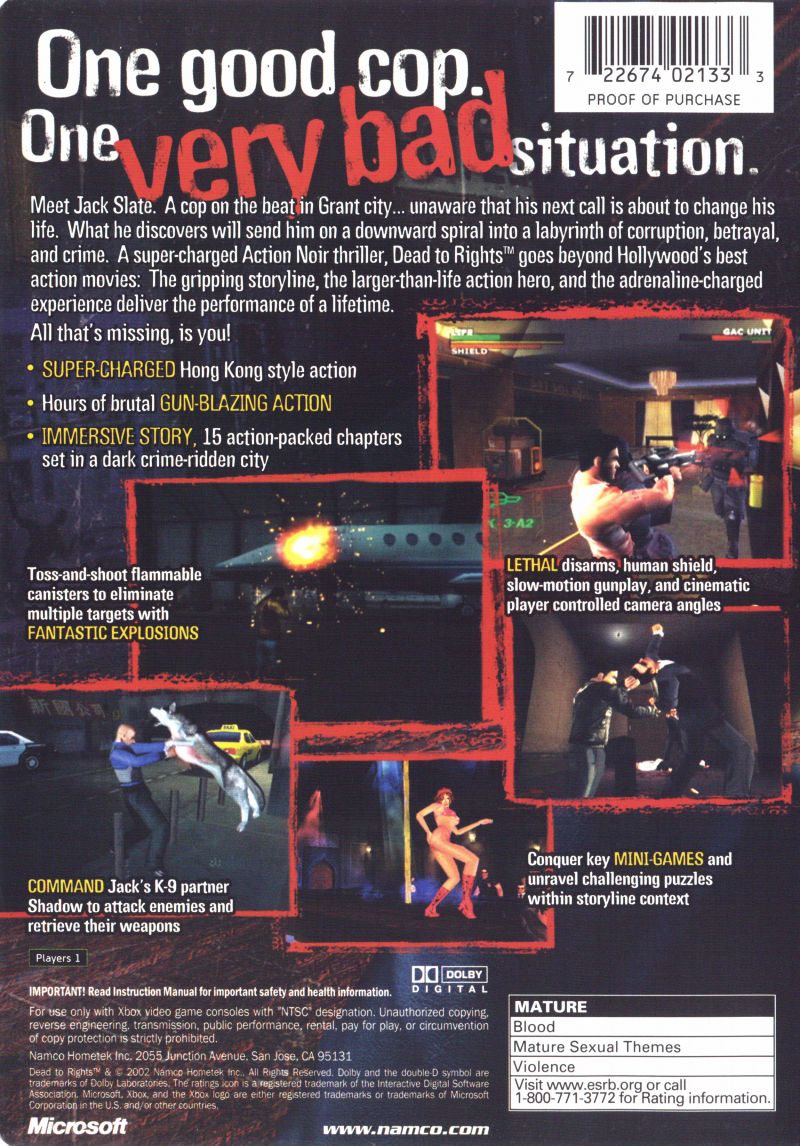 One good cop.
7 22674 02133 3
PROOF OF PURCHASE
One very bad situation.
Meet Jack Slate. A cop on the beat in Grant city... unaware that his next call is about to change his
life. What he discovers will send him on a downward spiral into a labyrinth of corruption, betrayal,
and crime. A super-charged Action Noir thriller, Dead to Rights™ goes beyond Hollywood's best
action movies: The gripping storyline, the larger-than-life action hero, and the adrenaline-charged
experience deliver the performance of a lifetime.
All that's missing, is you!
• SUPER-CHARGED Hong Kong style action
• Hours of brutal GUN-BLAZING ACTION
• IMMERSIVE STORY, 15 action-packed chapters
set in a dark crime-ridden city
LIFE
SHIELD
GAC UNIT
3-A2
LETHAL disarms, human shield,
slow-motion gunplay, and cinematic
player controlled camera angles
Toss-and-shoot flammable
canisters to eliminate
multiple targets with
FANTASTIC EXPLOSIONS
TAXI
COMMAND Jack's K-9 partner
Shadow to attack enemies and
retrieve their weapons
Conquer key MINI-GAMES and
unravel challenging puzzles
within storyline context
Players 1
DOLBY
DIGITAL
IMPORTANT! Read Instruction Manual for important safety and health information.
For use only with Xbox video game consoles with "NTSC" designation. Unauthorized copying,
reverse engineering, transmission, public performance, rental, pay for play, or circumvention
of copy protection is strictly prohibited.
Namco Hometek Inc. 2055 Junction Avenue, San Jose, CA 95131
Dead to Rights™ & © 2002 Namco Hometek Inc., All Rights Reserved. Dolby and the double-D symbol are
trademarks of Dolby Laboratories. The ratings icon is a registered trademark of the Interactive Digital Software
Association. Microsoft, Xbox, and the Xbox logo are either registered trademarks or trademarks of Microsoft
Corporation in the U.S. and/or other countries.
MATURE
Blood
Mature Sexual Themes
Violence
Visit www.esrb.org or call
1-800-771-3772 for Rating information.
Microsoft
www.namco.com